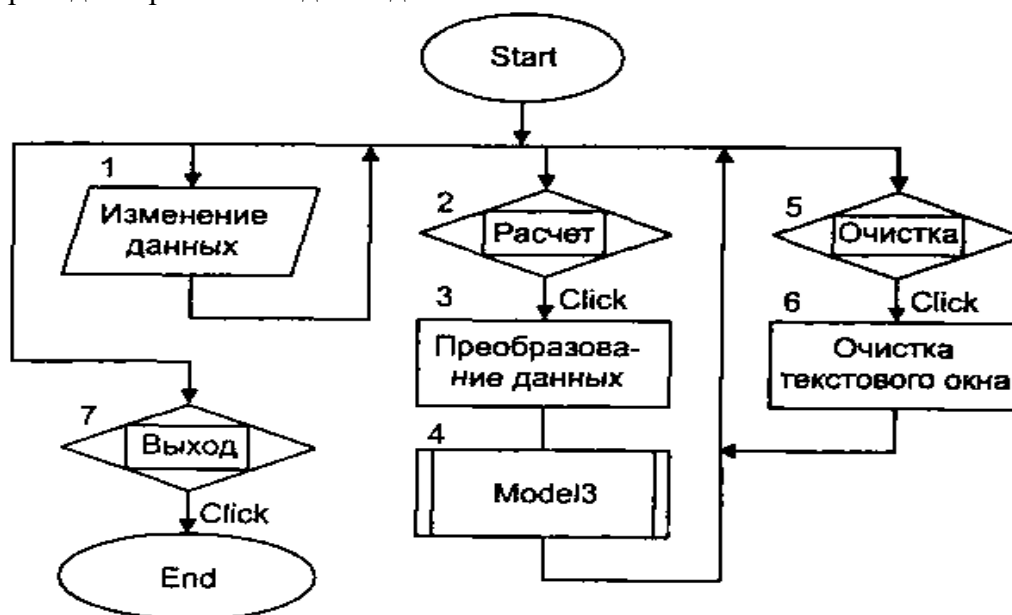 Start
1
Изменение
данных
2
Расчет
Click
3
Преобразова-
ние данных
4
Model3
5
Очистка
Click
6
Очистка
текстового окна
7
Выход
Click
End